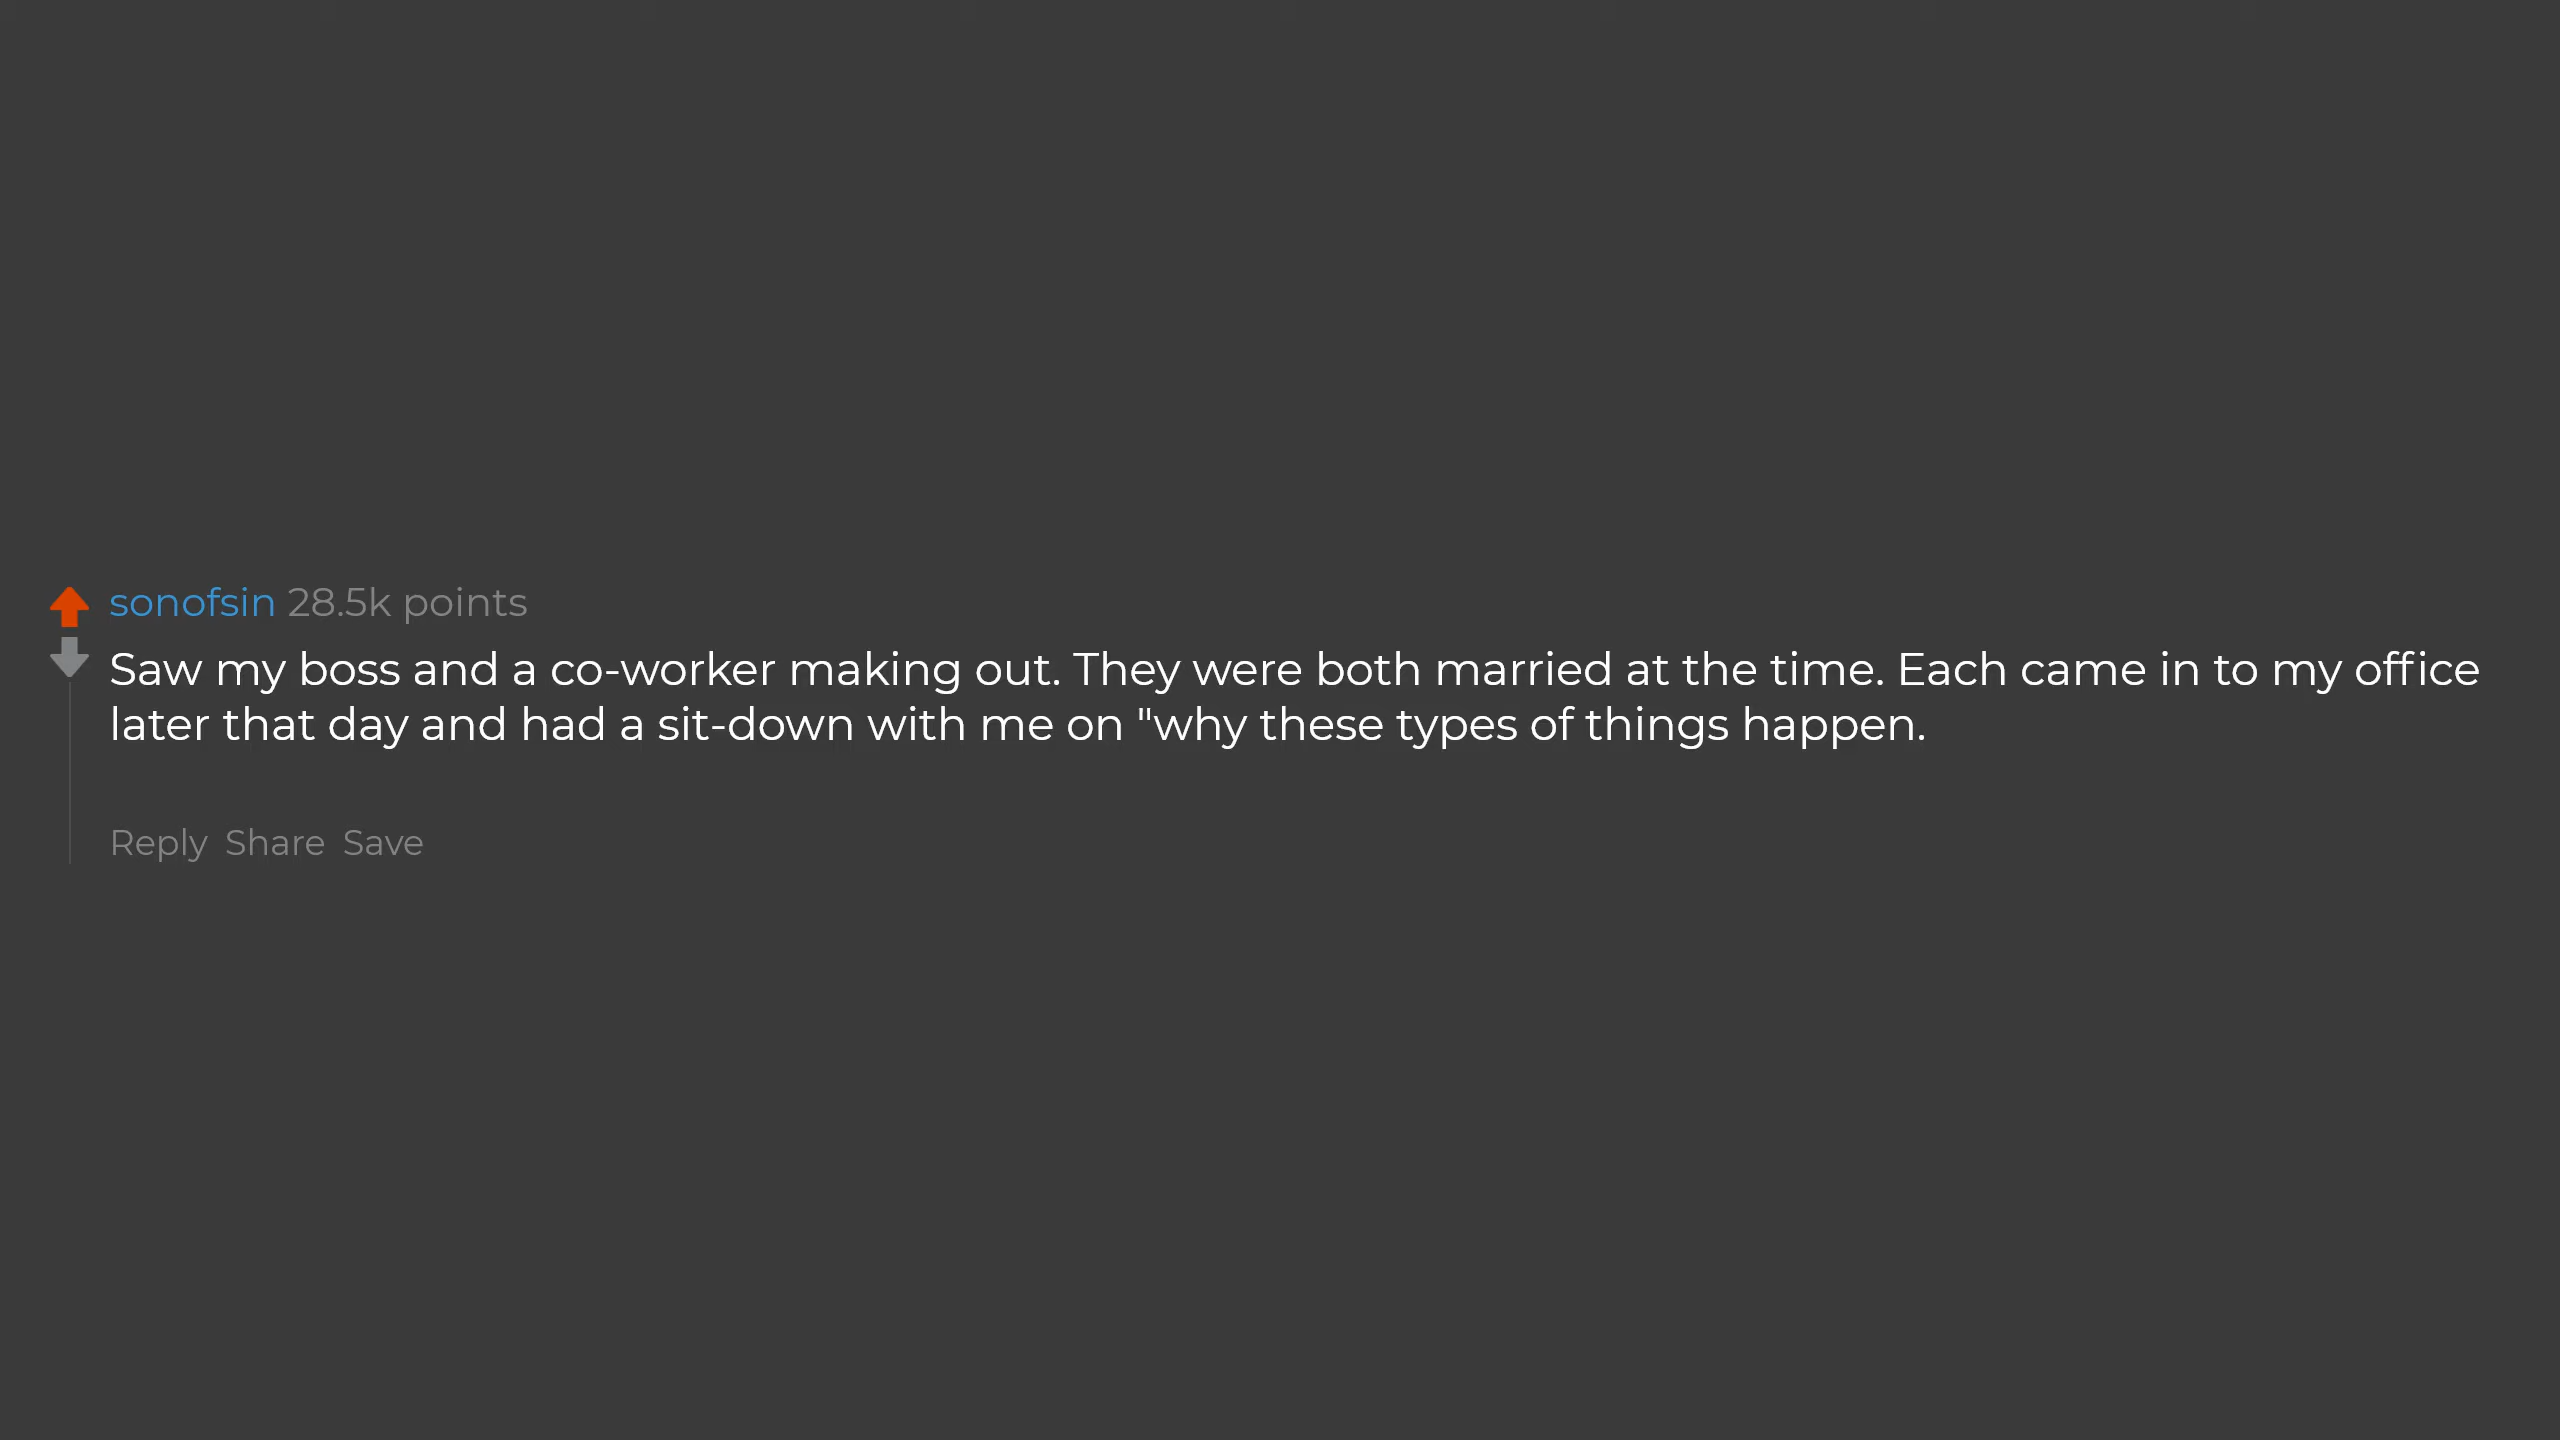 sonofsin 28.5k points
Saw my boss and a co-worker making out. They were both married at the time. Each came in to my office
later that day and had a sit-down with me on "why these types of things happen.
Reply Share Save